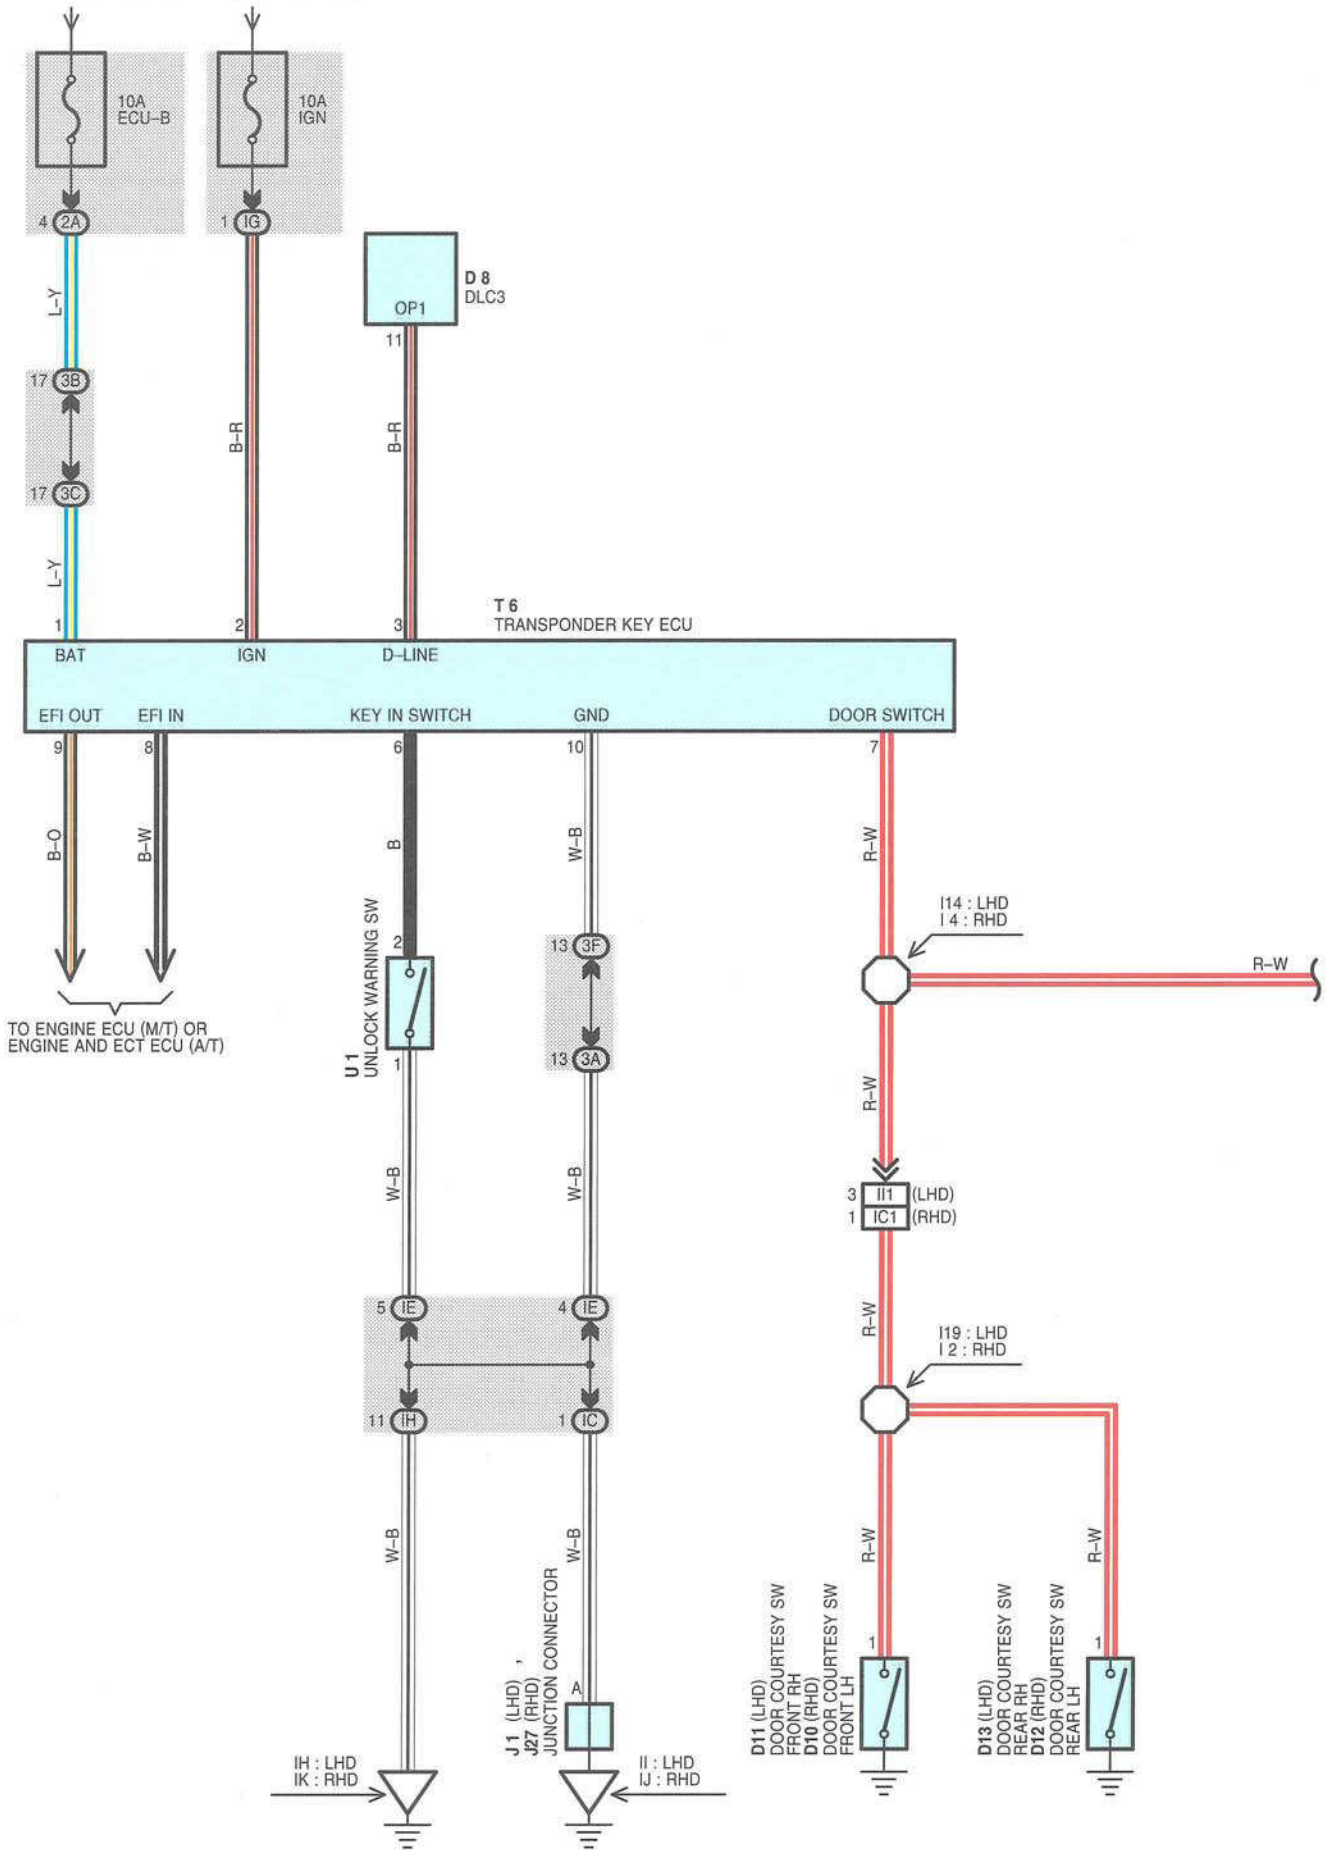 10A
ECU–B
10A
IGN
4 2A
1 IG
D 8
DLC3
OP1
11
L–Y
17 3B
B–R
B–R
17 3C
L–Y
T 6
TRANSPONDER KEY ECU
1
2
3
BAT
IGN
D–LINE
EFI OUT
EFI IN
KEY IN SWITCH
GND
DOOR SWITCH
9
8
6
10
7
B–O
B–W
B
W–B
R–W
I14 : LHD
I 4 : RHD
2
13 3F
R–W
TO ENGINE ECU (M/T) OR
ENGINE AND ECT ECU (A/T)
U 1
UNLOCK WARNING SW
1
13 3A
R–W
W–B
W–B
3 II1 (LHD)
1 IC1 (RHD)
5 IE
4 IE
R–W
I19 : LHD
I 2 : RHD
11 IH
1 IC
W–B
W–B
R–W
R–W
J 1 (LHD) ,
J27 (RHD)
JUNCTION CONNECTOR
A
D11 (LHD)
DOOR COURTESY SW
FRONT RH
D10 (RHD)
DOOR COURTESY SW
FRONT LH
1
D13 (LHD)
DOOR COURTESY SW
REAR RH
D12 (RHD)
DOOR COURTESY SW
REAR LH
1
IH : LHD
IK : RHD
II : LHD
IJ : RHD